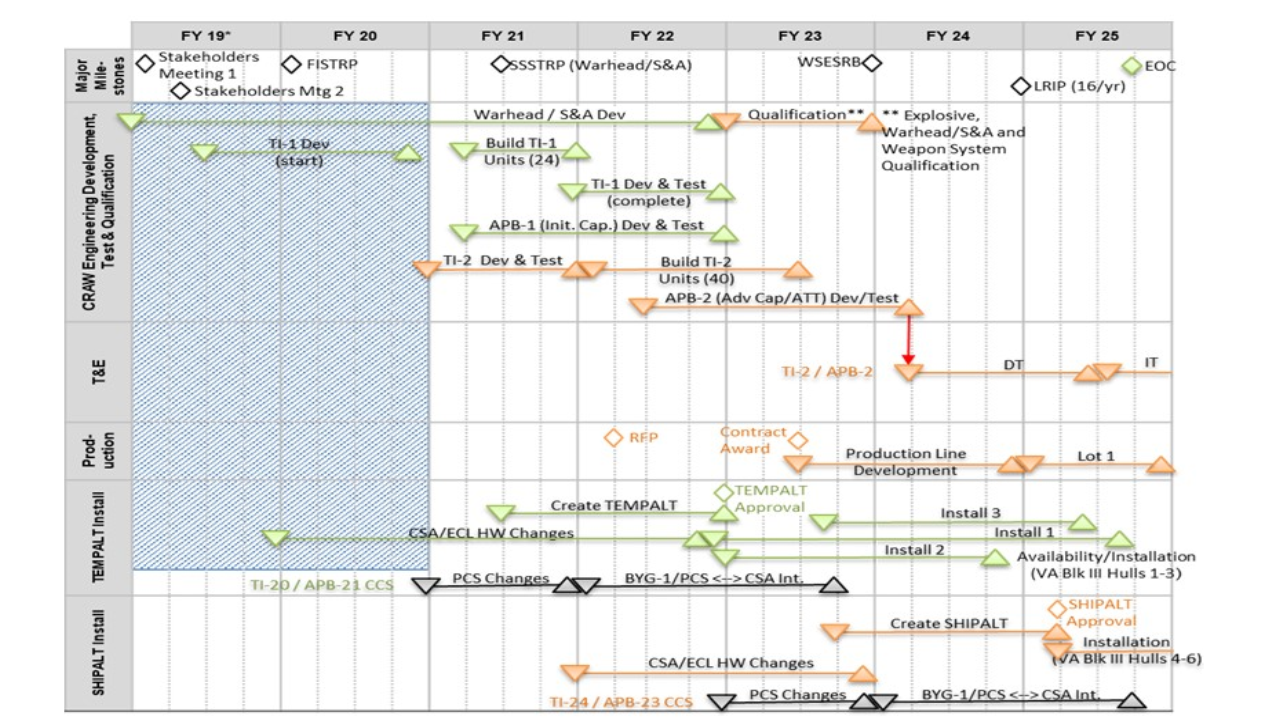 FY 19* FY 20 FY 21 FY 22 FY 23 FY 24 FY 25
Major
Mile-
stones
Stakeholders
Meeting 1
Stakeholders Mtg 2
FISTRP
SSSTRP (Warhead/S&A)
WSESRB
LRIP (16/yr)
EOC
CRAW Engineering Development,
Test & Qualification
Warhead / S&A Dev
Qualification**
** Explosive,
Warhead/S&A and
Weapon System
Qualification
TI-1 Dev
(start)
Build TI-1
Units (24)
TI-1 Dev & Test
(complete)
APB-1 (Init. Cap.) Dev & Test
TI-2 Dev & Test
Build TI-2
Units (40)
APB-2 (Adv Cap/ATT) Dev/Test
T&E
TI-2 / APB-2
DT
IT
Prod-
uction
RFP
Contract
Award
Production Line
Development
Lot 1
TEMPALT Install
TEMPALT
Approval
Create TEMPALT
Install 3
CSA/ECL HW Changes
Install 1
Install 2
Availability/Installation
(VA Blk III Hulls 1-3)
TI-20 / APB-21 CCS
PCS Changes
BYG-1/PCS <--> CSA Int.
SHIPALT Install
SHIPALT
Approval
Create SHIPALT
Installation
(VA Blk III Hulls 4-6)
CSA/ECL HW Changes
TI-24 / APB-23 CCS
PCS Changes
BYG-1/PCS <--> CSA Int.